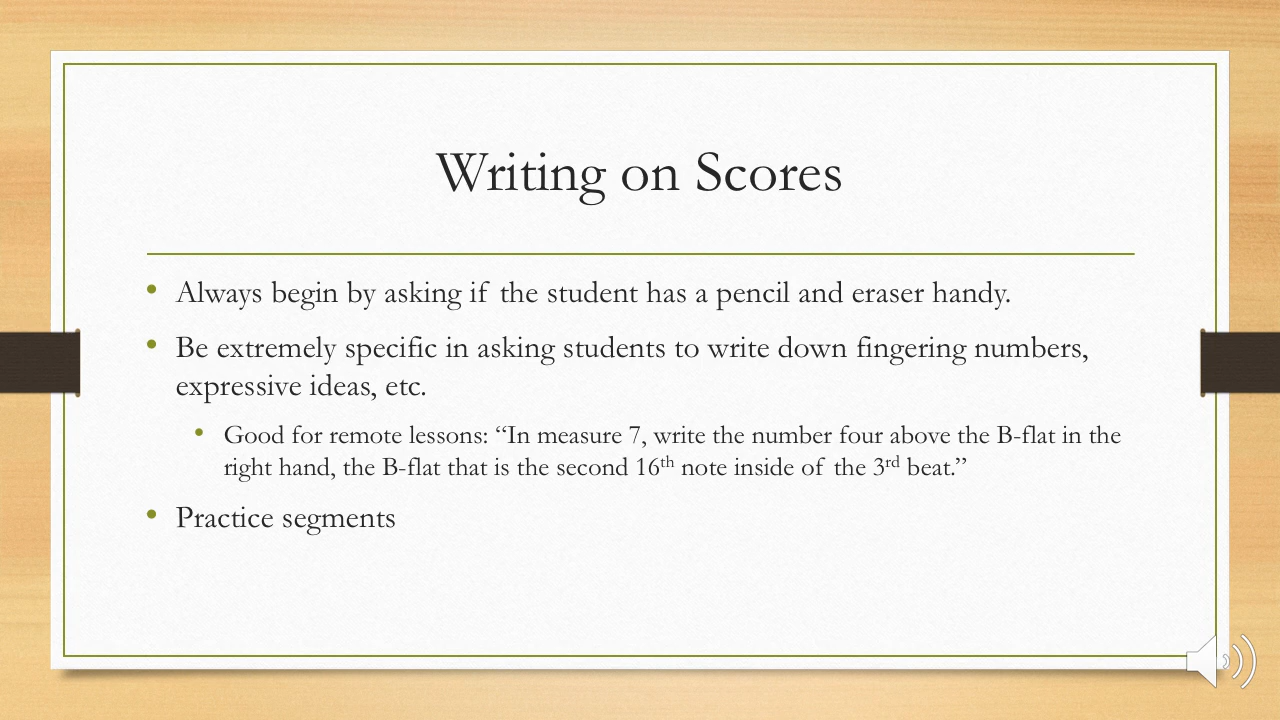 Writing on Scores
• Always begin by asking if the student has a pencil and eraser handy.
• Be extremely specific in asking students to write down fingering numbers,
expressive ideas, etc.
• Good for remote lessons: “In measure 7, write the number four above the B-flat in the
right hand, the B-flat that is the second 16th note inside of the 3rd beat.”
• Practice segments